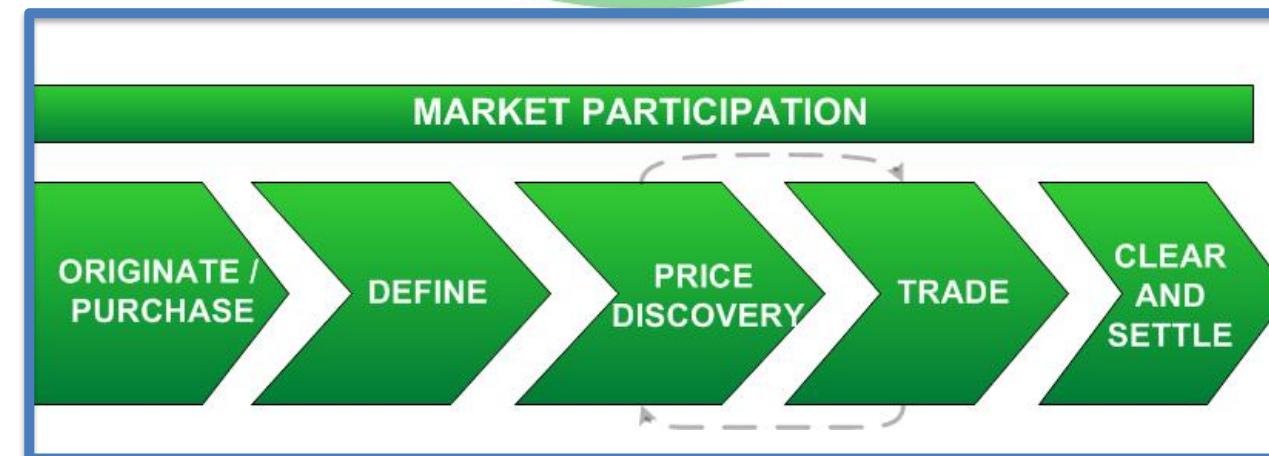 MARKET PARTICIPATION
ORIGINATE /
PURCHASE
DEFINE
PRICE
DISCOVERY
TRADE
CLEAR
AND
SETTLE